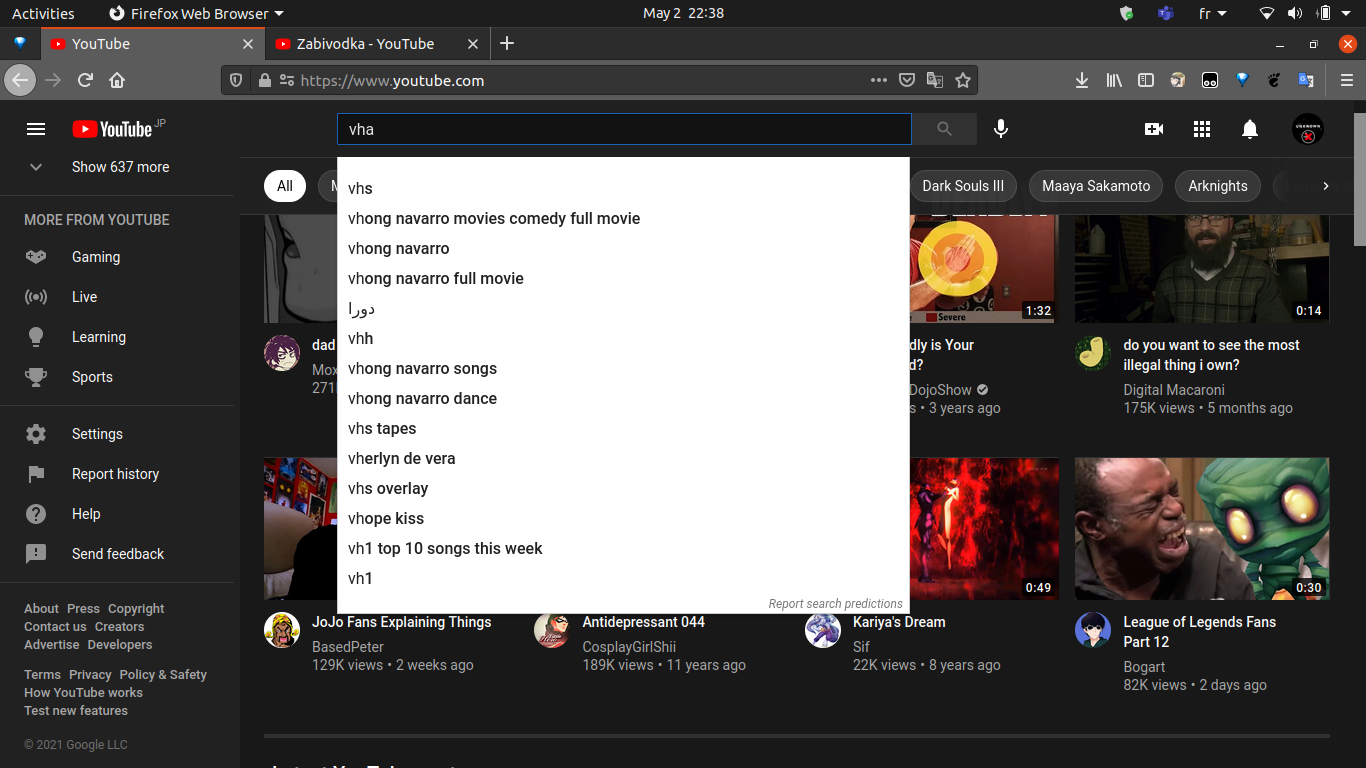 Activities Firefox Web Browser May 2 22:38 fr
YouTube Zabivodka - YouTube
https://www.youtube.com
YouTube JP
vha
Show 637 more
MORE FROM YOUTUBE
Gaming
Live
Learning
Sports
Settings
Report history
Help
Send feedback
About Press Copyright
Contact us Creators
Advertise Developers
Terms Privacy Policy & Safety
How YouTube works
Test new features
© 2021 Google LLC
vhs
vhong navarro movies comedy full movie
vhong navarro
vhong navarro full movie
دورا
vhh
vhong navarro songs
vhong navarro dance
vhs tapes
vherlyn de vera
vhs overlay
vhope kiss
vh1 top 10 songs this week
vh1
Report search predictions
All
Dark Souls III
Maaya Sakamoto
Arknights
Severe
1:32
0:14
dad
do you want to see the most
illegal thing i own?
Digital Macaroni
175K views • 5 months ago
is Your
DojoShow
• 3 years ago
0:49
0:30
JoJo Fans Explaining Things
BasedPeter
129K views • 2 weeks ago
Antidepressant 044
CosplayGirlShii
189K views • 11 years ago
Kariya's Dream
Sif
22K views • 8 years ago
League of Legends Fans
Part 12
Bogart
82K views • 2 days ago